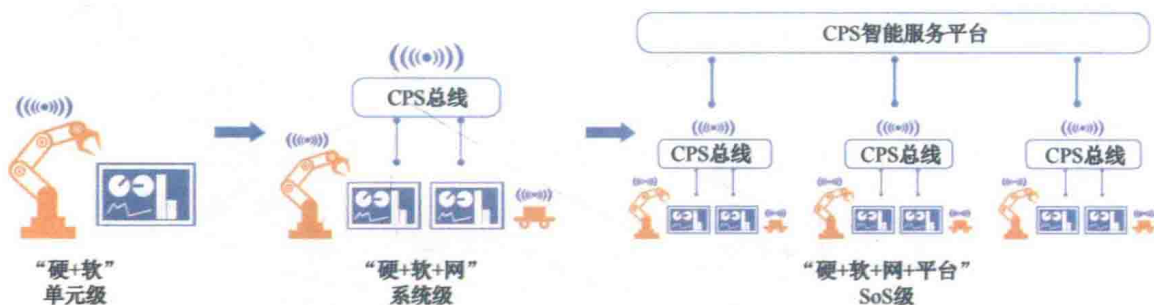 CPS智能服务平台
CPS总线
CPS总线
CPS总线
CPS总线
“硬+软”
单元级
“硬+软+网”
系统级
“硬+软+网+平台”
SoS级